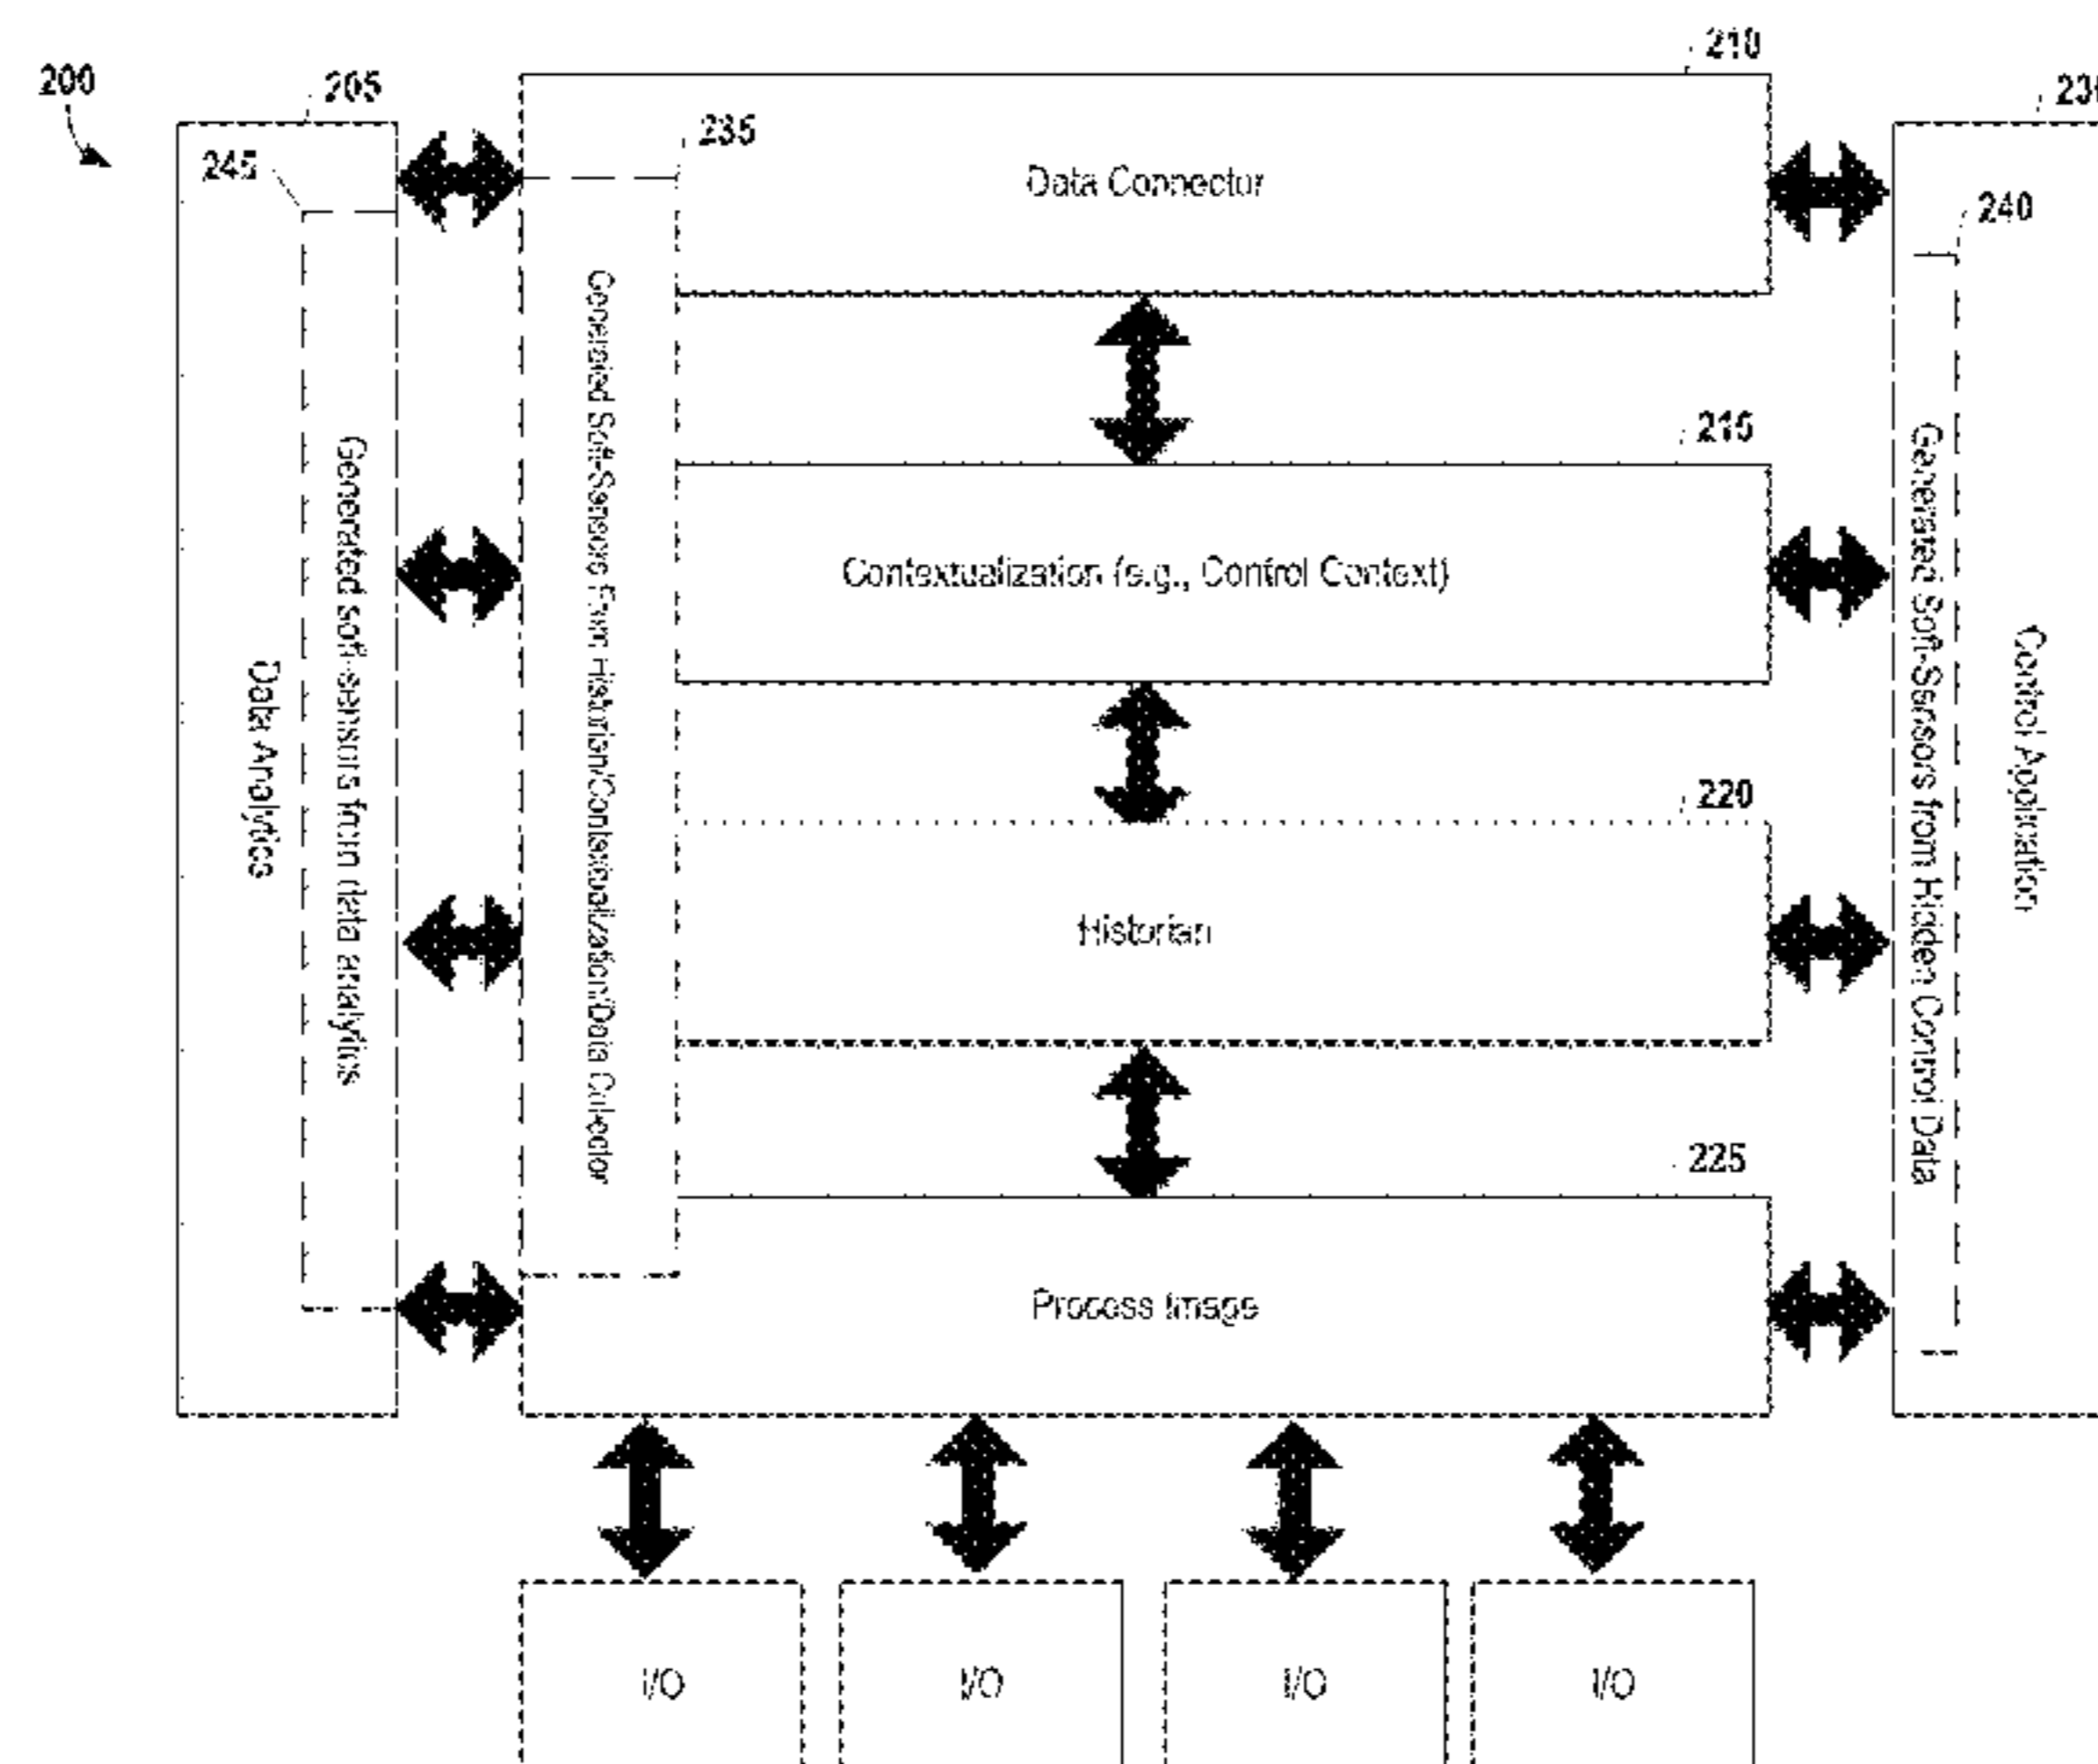 200
205
210
230
245
235
Data Connector
240
215
Contextualization (e.g., Control Context)
220
Historian
225
Process Image
Data Analytics
Generated soft-sensors from data analytics
Generated Soft-Sensors from Historian/Contextualization/Data Collector
Generated Soft-Sensors from Hidden Control Data
Control Application
I/O
I/O
I/O
I/O